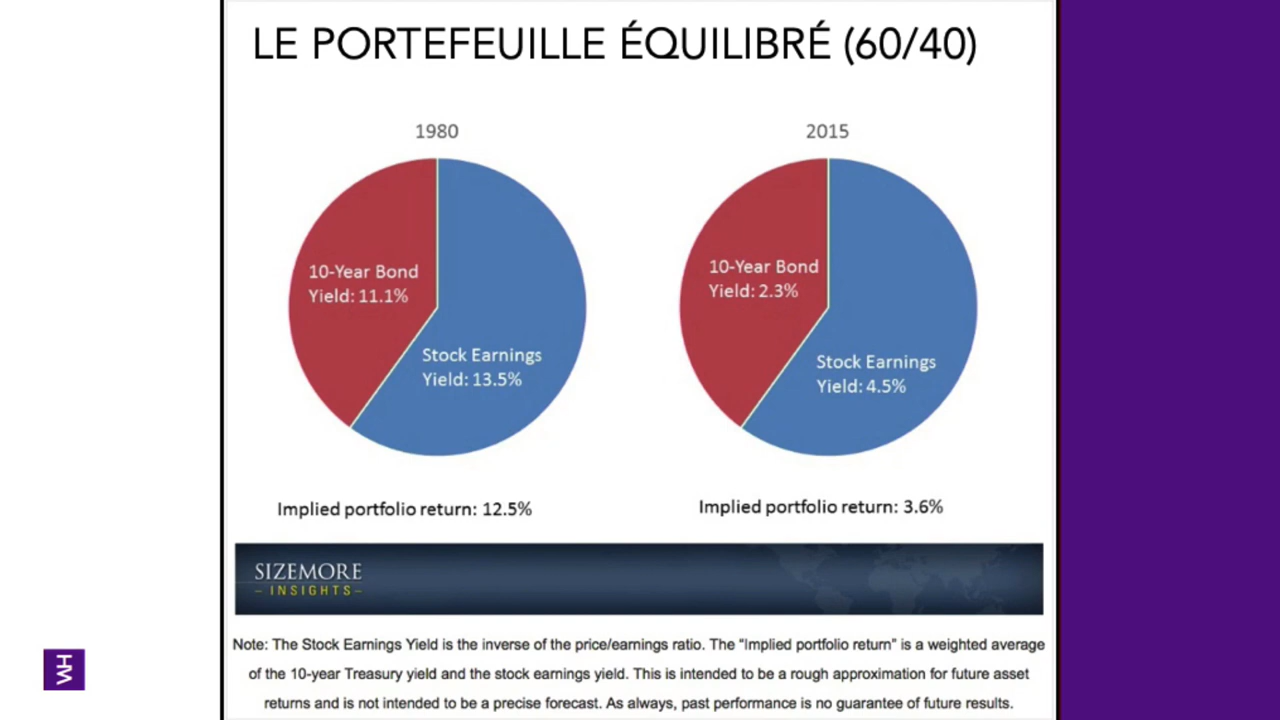 LE PORTEFEUILLE ÉQUILIBRÉ (60/40)
1980
10-Year Bond
Yield: 11.1%
Stock Earnings
Yield: 13.5%
Implied portfolio return: 12.5%
2015
10-Year Bond
Yield: 2.3%
Stock Earnings
Yield: 4.5%
Implied portfolio return: 3.6%
SIZEMORE
– INSIGHTS –
Note: The Stock Earnings Yield is the inverse of the price/earnings ratio. The “Implied portfolio return” is a weighted average
of the 10-year Treasury yield and the stock earnings yield. This is intended to be a rough approximation for future asset
returns and is not intended to be a precise forecast. As always, past performance is no guarantee of future results.
WH